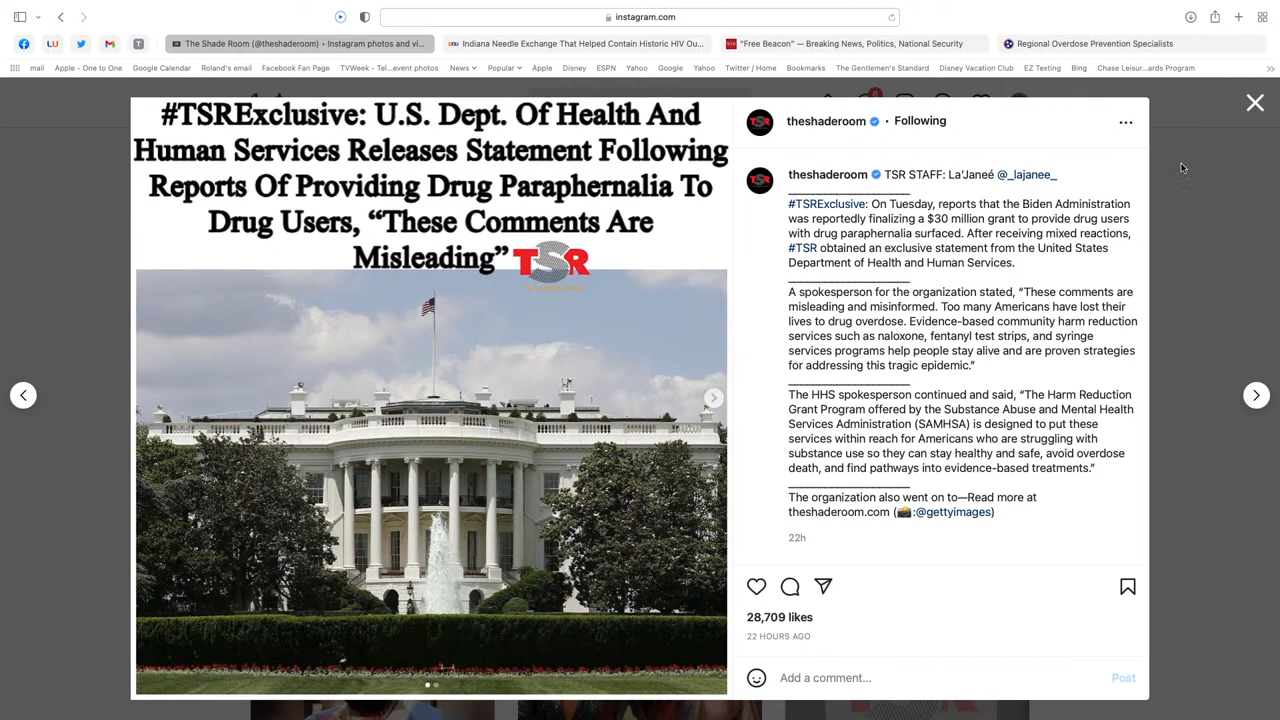 instagram.com
The Shade Room (@theshaderoom) • Instagram photos and vi...
Indiana Needle Exchange That Helped Contain Historic HIV Ou...
"Free Beacon" — Breaking News, Politics, National Security
Regional Overdose Prevention Specialists
mail Apple - One to One Google Calendar Roland's email Facebook Fan Page TVWeek - Tel...event photos News Popular Apple Disney ESPN Yahoo Google Yahoo Twitter / Home Bookmarks The Gentlemen's Standard Disney Vacation Club EZ Texting Bing Chase Leisur...ards Program
#TSRExclusive: U.S. Dept. Of Health And
Human Services Releases Statement Following
Reports Of Providing Drug Paraphernalia To
Drug Users, “These Comments Are
Misleading” TSR
theshaderoom • Following
theshaderoom TSR STAFF: La’Janeé @_lajanee_
#TSRExclusive: On Tuesday, reports that the Biden Administration
was reportedly finalizing a $30 million grant to provide drug users
with drug paraphernalia surfaced. After receiving mixed reactions,
#TSR obtained an exclusive statement from the United States
Department of Health and Human Services.
A spokesperson for the organization stated, “These comments are
misleading and misinformed. Too many Americans have lost their
lives to drug overdose. Evidence-based community harm reduction
services such as naloxone, fentanyl test strips, and syringe
services programs help people stay alive and are proven strategies
for addressing this tragic epidemic.”
The HHS spokesperson continued and said, “The Harm Reduction
Grant Program offered by the Substance Abuse and Mental Health
Services Administration (SAMHSA) is designed to put these
services within reach for Americans who are struggling with
substance use so they can stay healthy and safe, avoid overdose
death, and find pathways into evidence-based treatments.”
The organization also went on to—Read more at
theshaderoom.com (📸:@gettyimages)
22h
28,709 likes
22 HOURS AGO
Add a comment...
Post